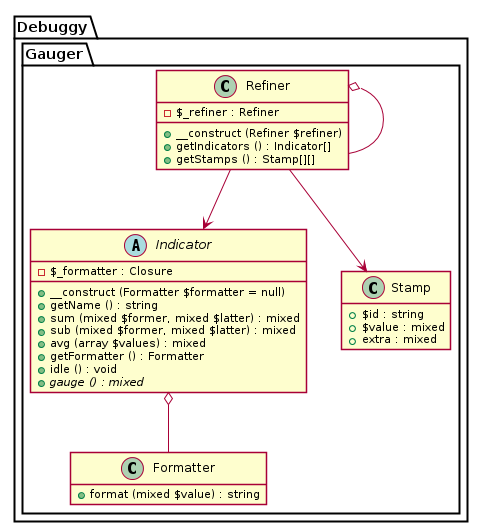 Debuggy
Gauger
C Refiner
$_refiner : Refiner
__construct (Refiner $refiner)
getIndicators () : Indicator[]
getStamps () : Stamp[][]
A Indicator
$_formatter : Closure
__construct (Formatter $formatter = null)
getName () : string
sum (mixed $former, mixed $latter) : mixed
sub (mixed $former, mixed $latter) : mixed
avg (array $values) : mixed
getFormatter () : Formatter
idle () : void
gauge () : mixed
C Stamp
$id : string
$value : mixed
extra : mixed
C Formatter
format (mixed $value) : string